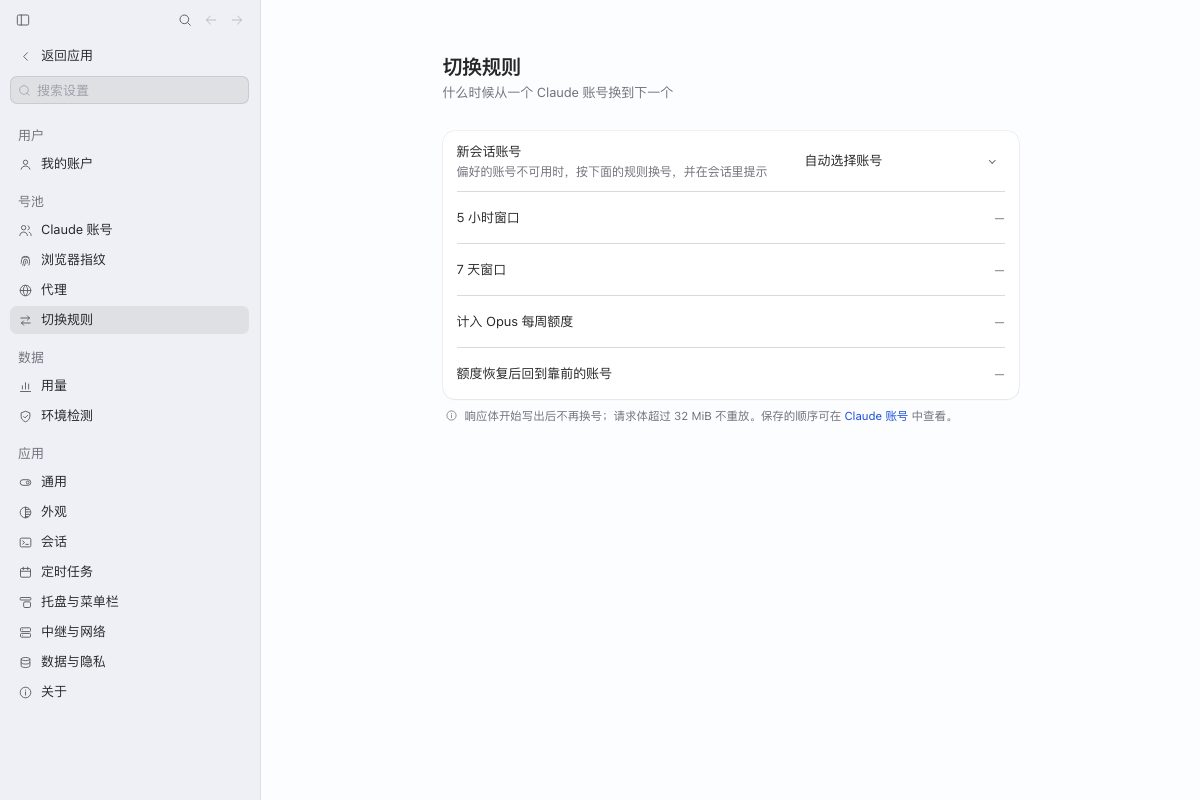 返回应用
搜索设置
用户
我的账户
号池
Claude 账号
浏览器指纹
代理
切换规则
数据
用量
环境检测
应用
通用
外观
会话
定时任务
托盘与菜单栏
中继与网络
数据与隐私
关于
切换规则
什么时候从一个 Claude 账号换到下一个
新会话账号
偏好的账号不可用时，按下面的规则换号，并在会话里提示
自动选择账号
5 小时窗口
—
7 天窗口
—
计入 Opus 每周额度
—
额度恢复后回到靠前的账号
—
响应体开始写出后不再换号；请求体超过 32 MiB 不重放。保存的顺序可在 Claude 账号 中查看。